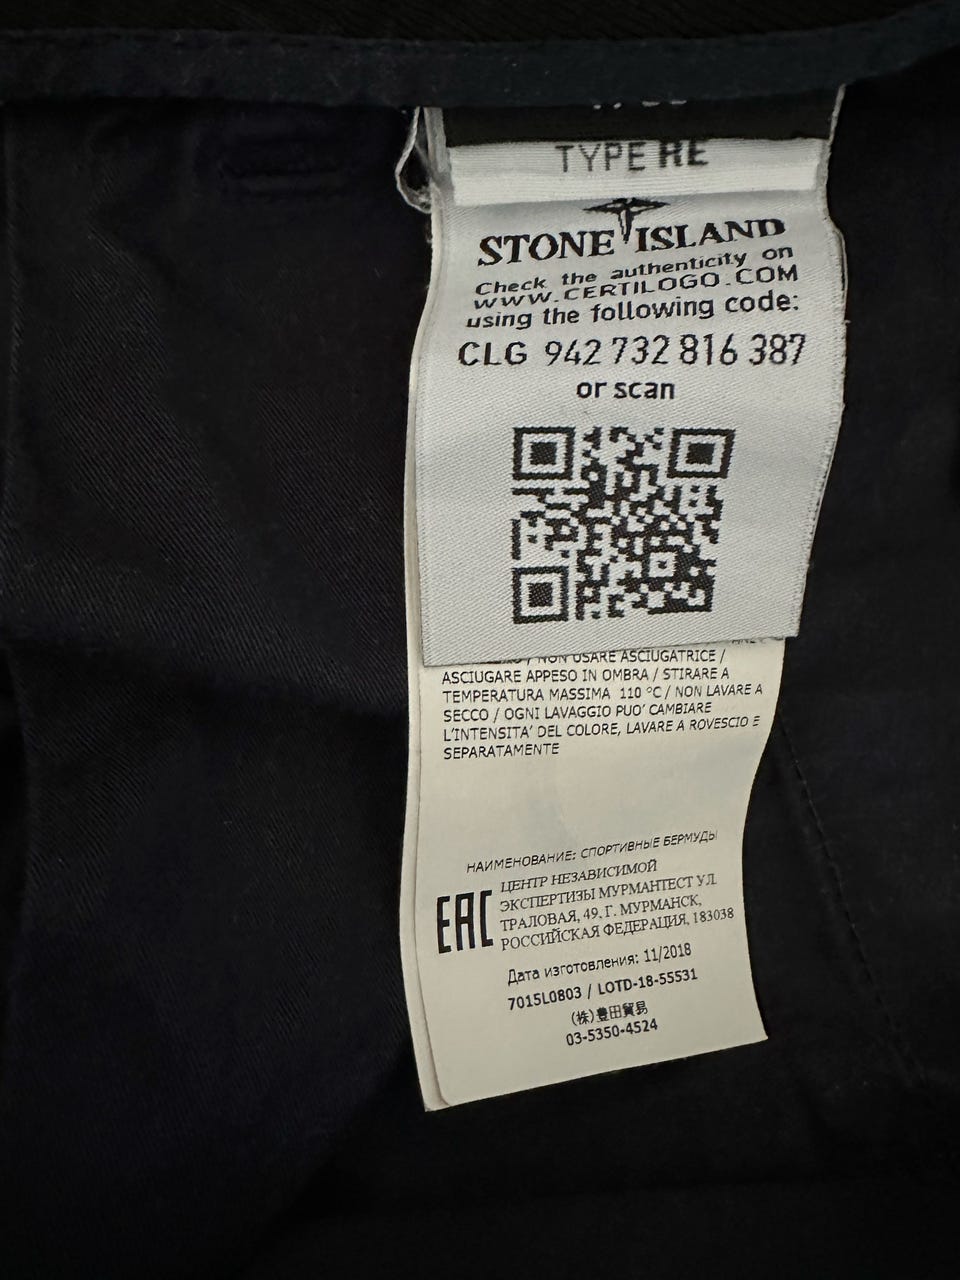 TYPE RE
STONE ISLAND
Check the authenticity on
WWW.CERTILOGO.COM
using the following code:
CLG 942 732 816 387
or scan
/ NON USARE ASCIUGATRICE /
ASCIUGARE APPESO IN OMBRA / STIRARE A
TEMPERATURA MASSIMA 110 °C / NON LAVARE A
SECCO / OGNI LAVAGGIO PUO' CAMBIARE
L'INTENSITA' DEL COLORE, LAVARE A ROVESCIO E
SEPARATAMENTE
НАИМЕНОВАНИЕ: СПОРТИВНЫЕ БЕРМУДЫ
EAC
ЦЕНТР НЕЗАВИСИМОЙ
ЭКСПЕРТИЗЫ МУРМАНТЕСТ УЛ.
ТРАЛОВАЯ, 49, Г. МУРМАНСК,
РОССИЙСКАЯ ФЕДЕРАЦИЯ, 183038
Дата изготовления: 11/2018
7015L0803 / LOTD-18-55531
(株)豊田貿易
03-5350-4524